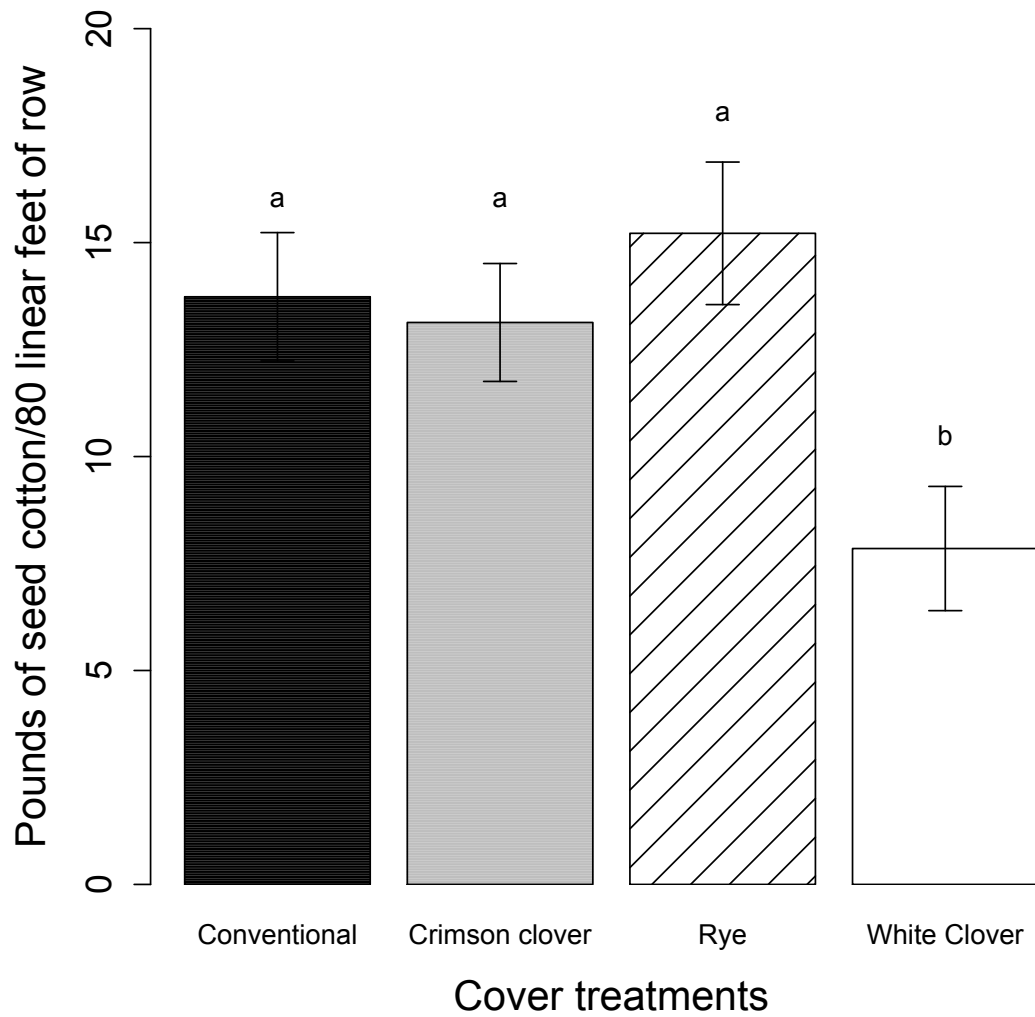 Pounds of seed cotton/80 linear feet of row
20
15
10
5
0
a
a
a
b
Conventional
Crimson clover
Rye
White Clover
Cover treatments